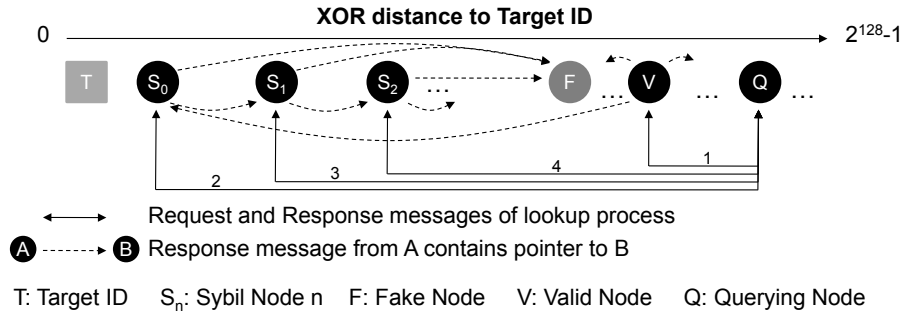 XOR distance to Target ID
0 2¹²⁸-1
T S₀ S₁ S₂ ... F ... V ... Q ...
1
2 3 4
Request and Response messages of lookup process
A B Response message from A contains pointer to B
T: Target ID Sₙ: Sybil Node n F: Fake Node V: Valid Node Q: Querying Node